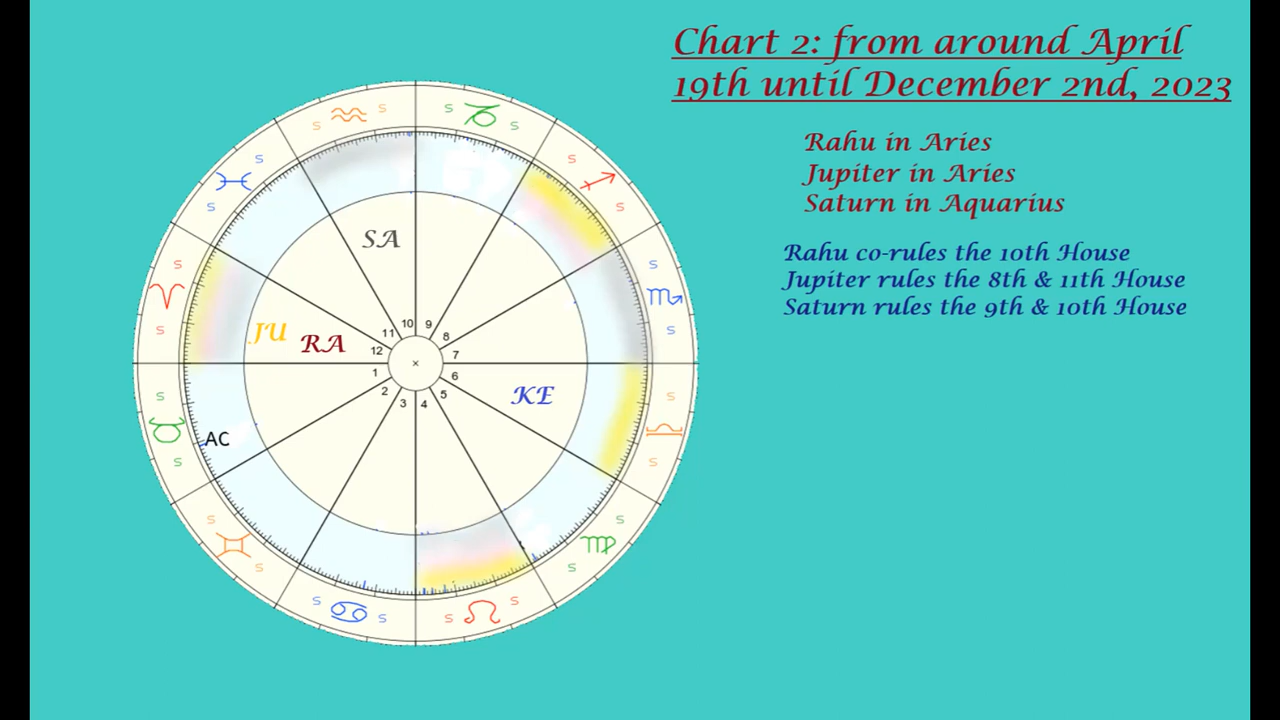 Chart 2: from around April
19th until December 2nd, 2023
Rahu in Aries
Jupiter in Aries
Saturn in Aquarius
Rahu co-rules the 10th House
Jupiter rules the 8th & 11th House
Saturn rules the 9th & 10th House
S ♒ S
S ♑ S
S ♓ S
S ♐ S
S ♈ S
S ♏ S
SA
JU RA
KE
AC
10 9
11 8
12 7
1 6
2 5
3 4
S ♉ S
S ♎ S
S ♊ S
S ♍ S
S ♋ S
S ♌ S